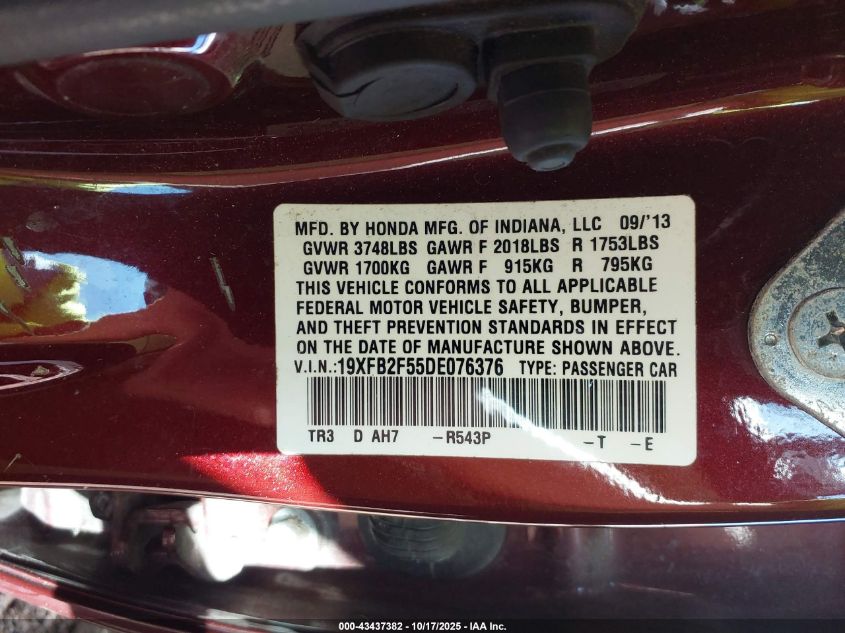 MFD. BY HONDA MFG. OF INDIANA, LLC 09/'13
GVWR 3748LBS GAWR F 2018LBS R 1753LBS
GVWR 1700KG GAWR F 915KG R 795KG
THIS VEHICLE CONFORMS TO ALL APPLICABLE
FEDERAL MOTOR VEHICLE SAFETY, BUMPER,
AND THEFT PREVENTION STANDARDS IN EFFECT
ON THE DATE OF MANUFACTURE SHOWN ABOVE.
V.I.N.:19XFB2F55DE076376 TYPE: PASSENGER CAR
TR3 D AH7 -R543P -T -E
000-43437382 | 10/17/2025 | IAA Inc.